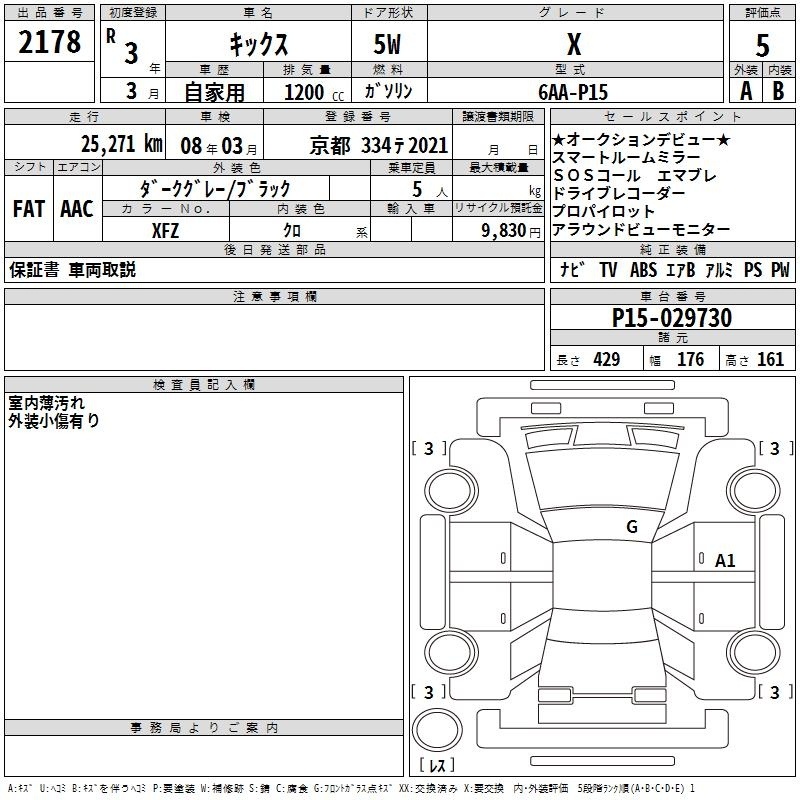 出品番号
2178
初度登録
R 3 年
3 月
車名
キックス
ドア形状
5W
グレード
X
評価点
5
車歴
自家用
排気量
1200 CC
燃料
ｶﾞｿﾘﾝ
型式
6AA-P15
外装 内装
A B
走行
25,271 km
車検
08 年 03 月
登録番号
京都 334ﾃ2021
譲渡書類期限
月 日
シフト
FAT
エアコン
AAC
外装色
ﾀﾞｰｸｸﾞﾚｰ/ﾌﾞﾗｯｸ
乗車定員
5 人
最大積載量
kg
カラーNo.
XFZ
内装色
ｸﾛ 系
輸入車
リサイクル預託金
9,830 円
後日発送部品
保証書 車両取説
セールスポイント
★オークションデビュー★
スマートルームミラー
ＳＯＳコール　エマブレ
ドライブレコーダー
プロパイロット
アラウンドビューモニター
純正装備
ﾅﾋﾞ TV ABS ｴｱB ｱﾙﾐ PS PW
注意事項欄
車台番号
P15-029730
諸元
長さ 429 幅 176 高さ 161
検査員記入欄
室内薄汚れ
外装小傷有り
事務局よりご案内
[ 3 ] [ 3 ]
G
A1
[ 3 ] [ 3 ]
[ ﾚｽ ]
A:ｷｽﾞ U:ﾍｺﾐ B:ｷｽﾞを伴うﾍｺﾐ P:要塗装 W:補修跡 S:錆 C:腐食 G:ﾌﾛﾝﾄｶﾞﾗｽ点ｷｽﾞ XX:交換済み X:要交換 内･外装評価 5段階ﾗﾝｸ順(A･B･C･D･E) 1